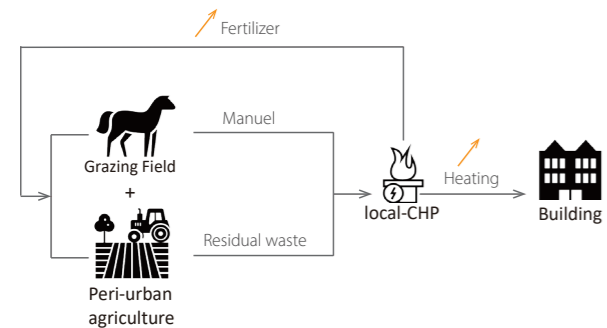 Fertilizer
Manuel
Grazing Field
+
Heating
local-CHP
Building
Residual waste
Peri-urban
agriculture